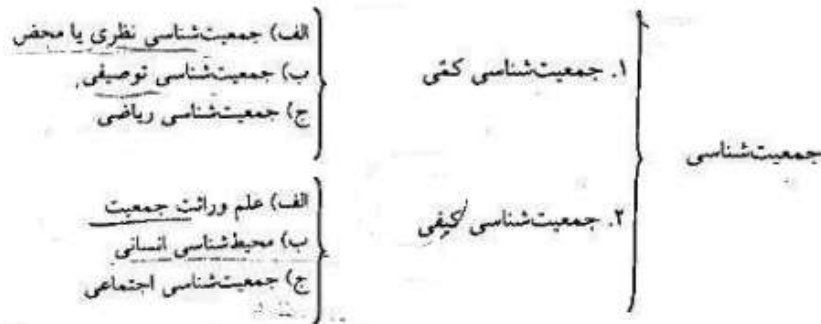 جمعیت‌شناسی
۱. جمعیت‌شناسی کمّی
الف) جمعیت‌شناسی نظری یا محض
ب) جمعیت‌شناسی توصیفی
ج) جمعیت‌شناسی ریاضی
۲. جمعیت‌شناسی کیفی
الف) علم وراثت جمعیت
ب) محیط‌شناسی انسانی
ج) جمعیت‌شناسی اجتماعی